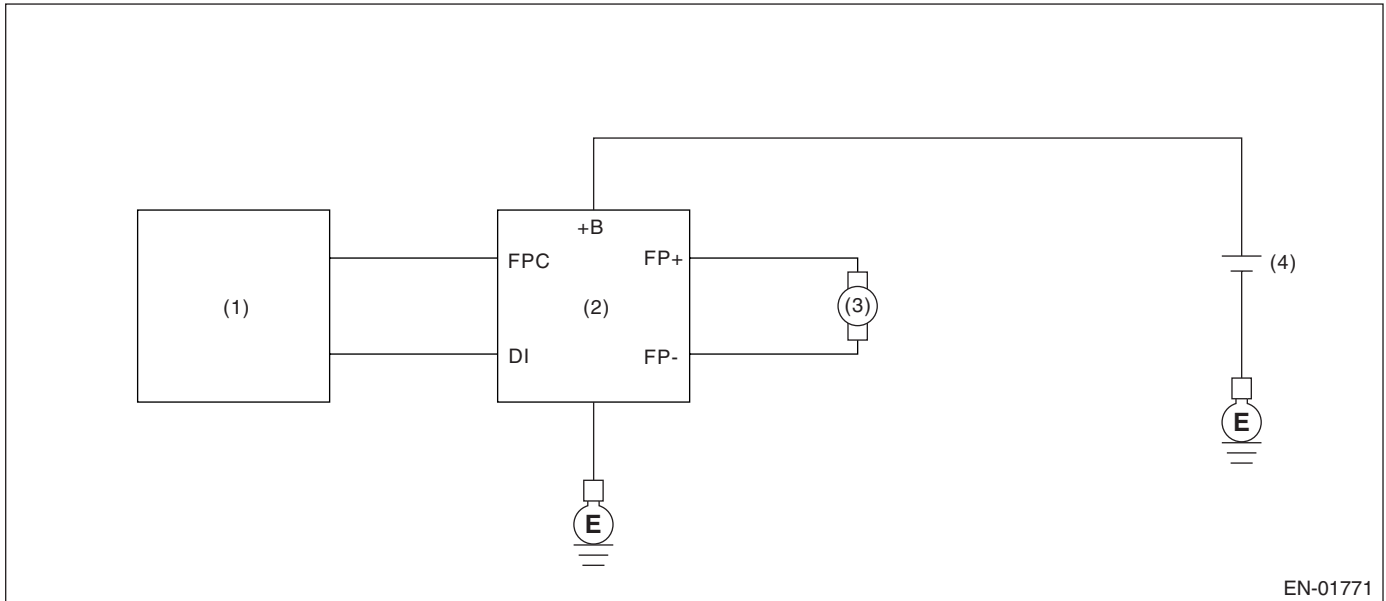 +B
FPC
FP+
(4)
(1)
(2)
(3)
DI
FP-
E
E
EN-01771